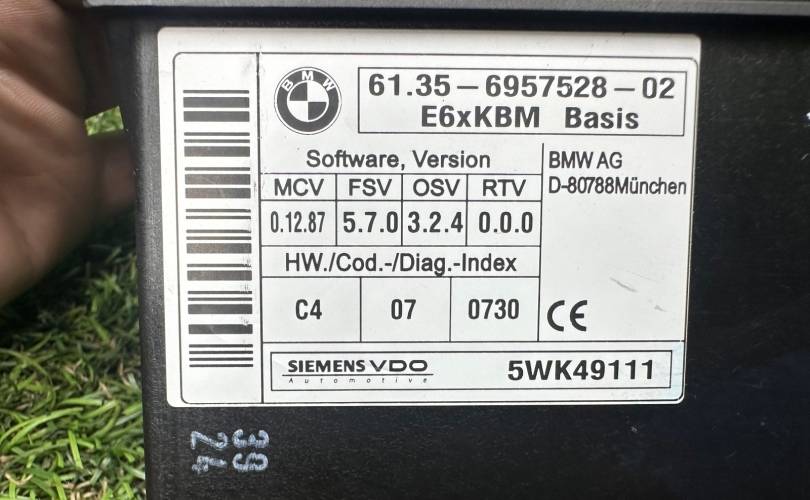 BMW
61.35-6957528-02
E6xKBM Basis
Software, Version
MCV FSV OSV RTV
0.12.87 5.7.0 3.2.4 0.0.0
HW./Cod.-/Diag.-Index
C4 07 0730
BMW AG
D-80788München
CE
SIEMENS VDO
Automotive
5WK49111
39
24